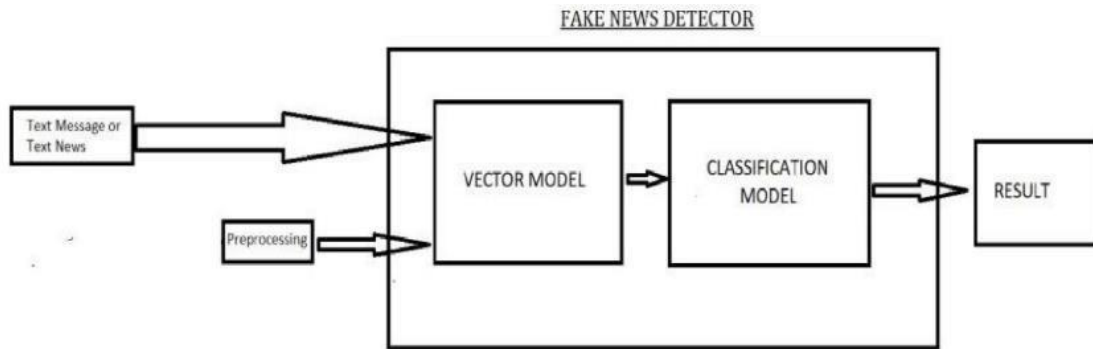 FAKE NEWS DETECTOR
Text Message or
Text News
VECTOR MODEL
CLASSIFICATION
MODEL
RESULT
Preprocessing